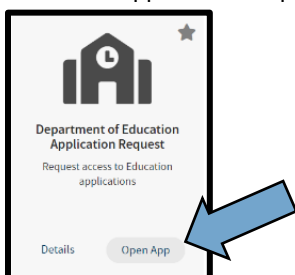 Department of Education
Application Request
Request access to Education
applications
Details
Open App